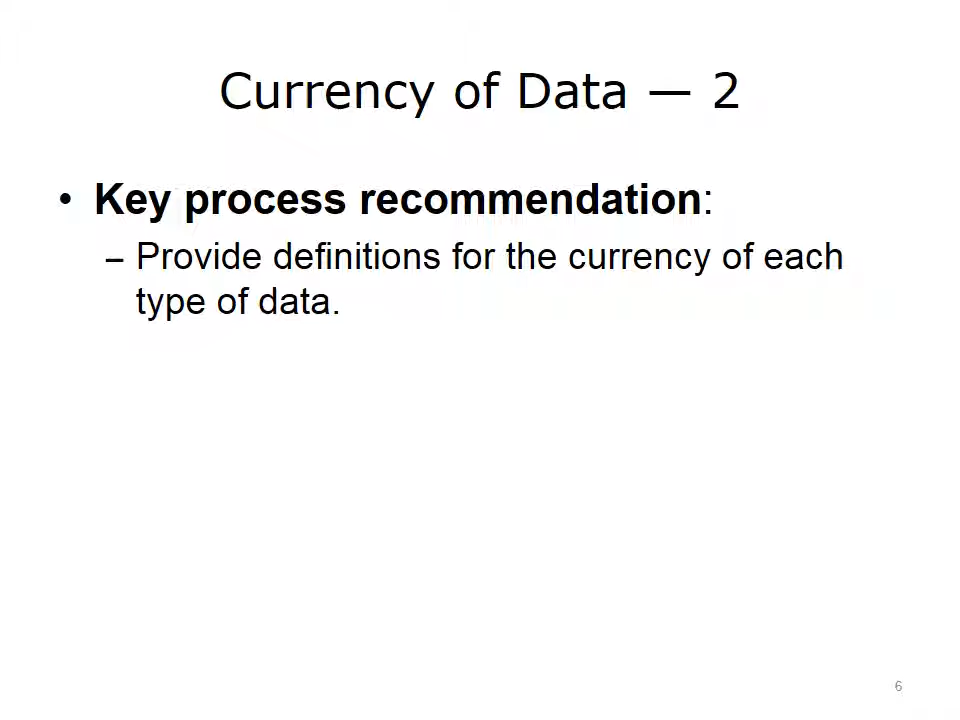 Currency of Data — 2
• Key process recommendation:
– Provide definitions for the currency of each
type of data.
6